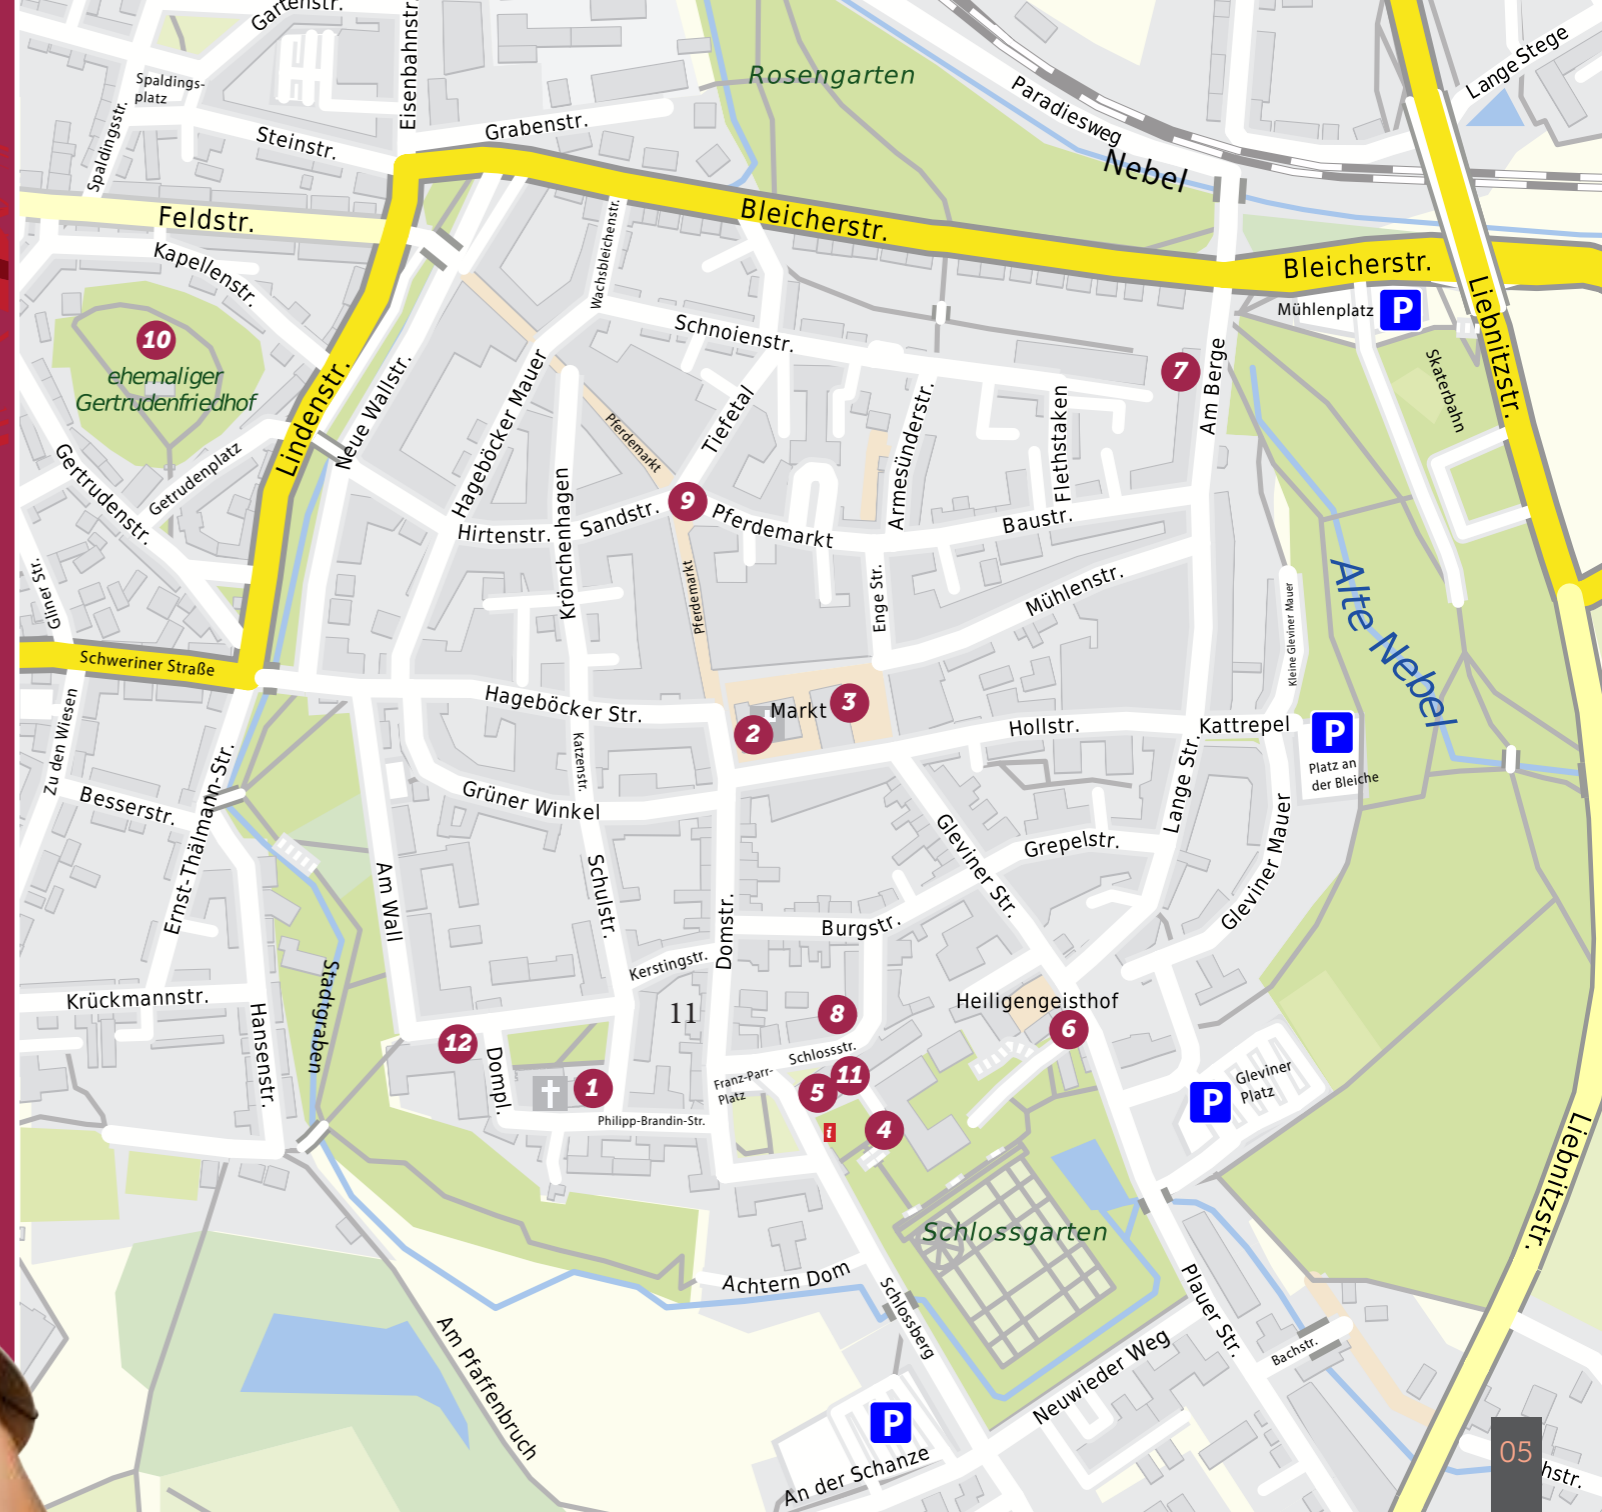 Gartenstr.
Eisenbahnstr.
Spaldings-
platz
Spaldingsstr.
Steinstr.
Grabenstr.
Rosengarten
Paradiesweg
Nebel
Lange Stege
Feldstr.
Kapellenstr.
Bleicherstr.
Bleicherstr.
Wachsbleichenstr.
Mühlenplatz
P
Liebnitzstr.
Skaterbahn
10
ehemaliger
Gertrudenfriedhof
Schnoienstr.
7
Am Berge
Lindenstr.
Neue Wallstr.
Hageböcker Mauer
Pferdemarkt
Tiefetal
Armesünderstr.
Flethstaken
Gertrudenstr.
Getrudenplatz
Krönchenhagen
Hirtenstr.
Sandstr.
9
Pferdemarkt
Baustr.
Mühlenstr.
Enge Str.
Pferdemarkt
Alte Nebel
Kleine Gleviner Mauer
Glinerstr.
Schweriner Straße
Zu den Wiesen
Hageböcker Str.
Markt
3
2
Hollstr.
Kattrepel
P
Platz an
der Bleiche
Katzenstr.
Lange Str.
Ernst-Thälmann-Str.
Besserstr.
Grüner Winkel
Gleviner Str.
Grepelstr.
Gleviner Mauer
Am Wall
Schulstr.
Domstr.
Burgstr.
Kerstingstr.
Krückmannstr.
Hansenstr.
Stadtgraben
11
8
Heiligengeisthof
6
12
Dompl.
1
Schlossstr.
Franz-Parr-
Platz
5
11
4
i
Philipp-Brandin-Str.
P
Gleviner
Platz
Liebnitzstr.
Schlossgarten
Achtern Dom
Schlossberg
Plauer Str.
Bachstr.
Neuwieder Weg
Am Pfaffenbruch
P
An der Schanze
05
hstr.